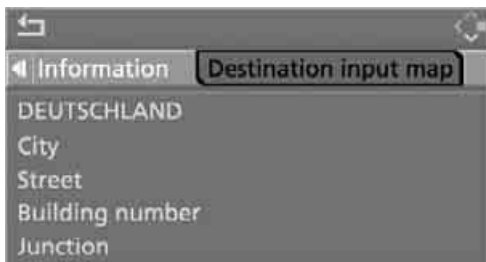 Information Destination input map
DEUTSCHLAND
City
Street
Building number
Junction